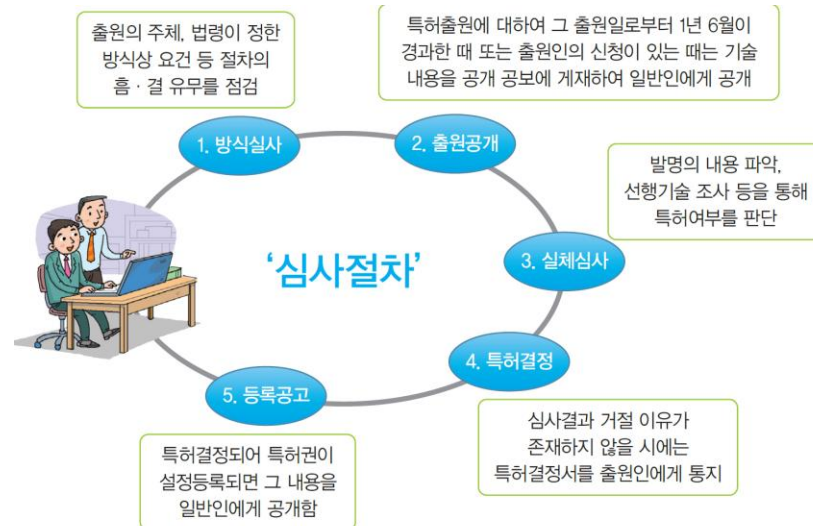 출원의 주체, 법령이 정한
방식상 요건 등 절차의
흠·결 유무를 점검
특허출원에 대하여 그 출원일로부터 1년 6월이
경과한 때 또는 출원인의 신청이 있는 때는 기술
내용을 공개 공보에 게재하여 일반인에게 공개
1. 방식실사
2. 출원공개
발명의 내용 파악,
선행기술 조사 등을 통해
특허여부를 판단
‘심사절차’
3. 실체심사
4. 특허결정
5. 등록공고
심사결과 거절 이유가
존재하지 않을 시에는
특허결정서를 출원인에게 통지
특허결정되어 특허권이
설정등록되면 그 내용을
일반인에게 공개함